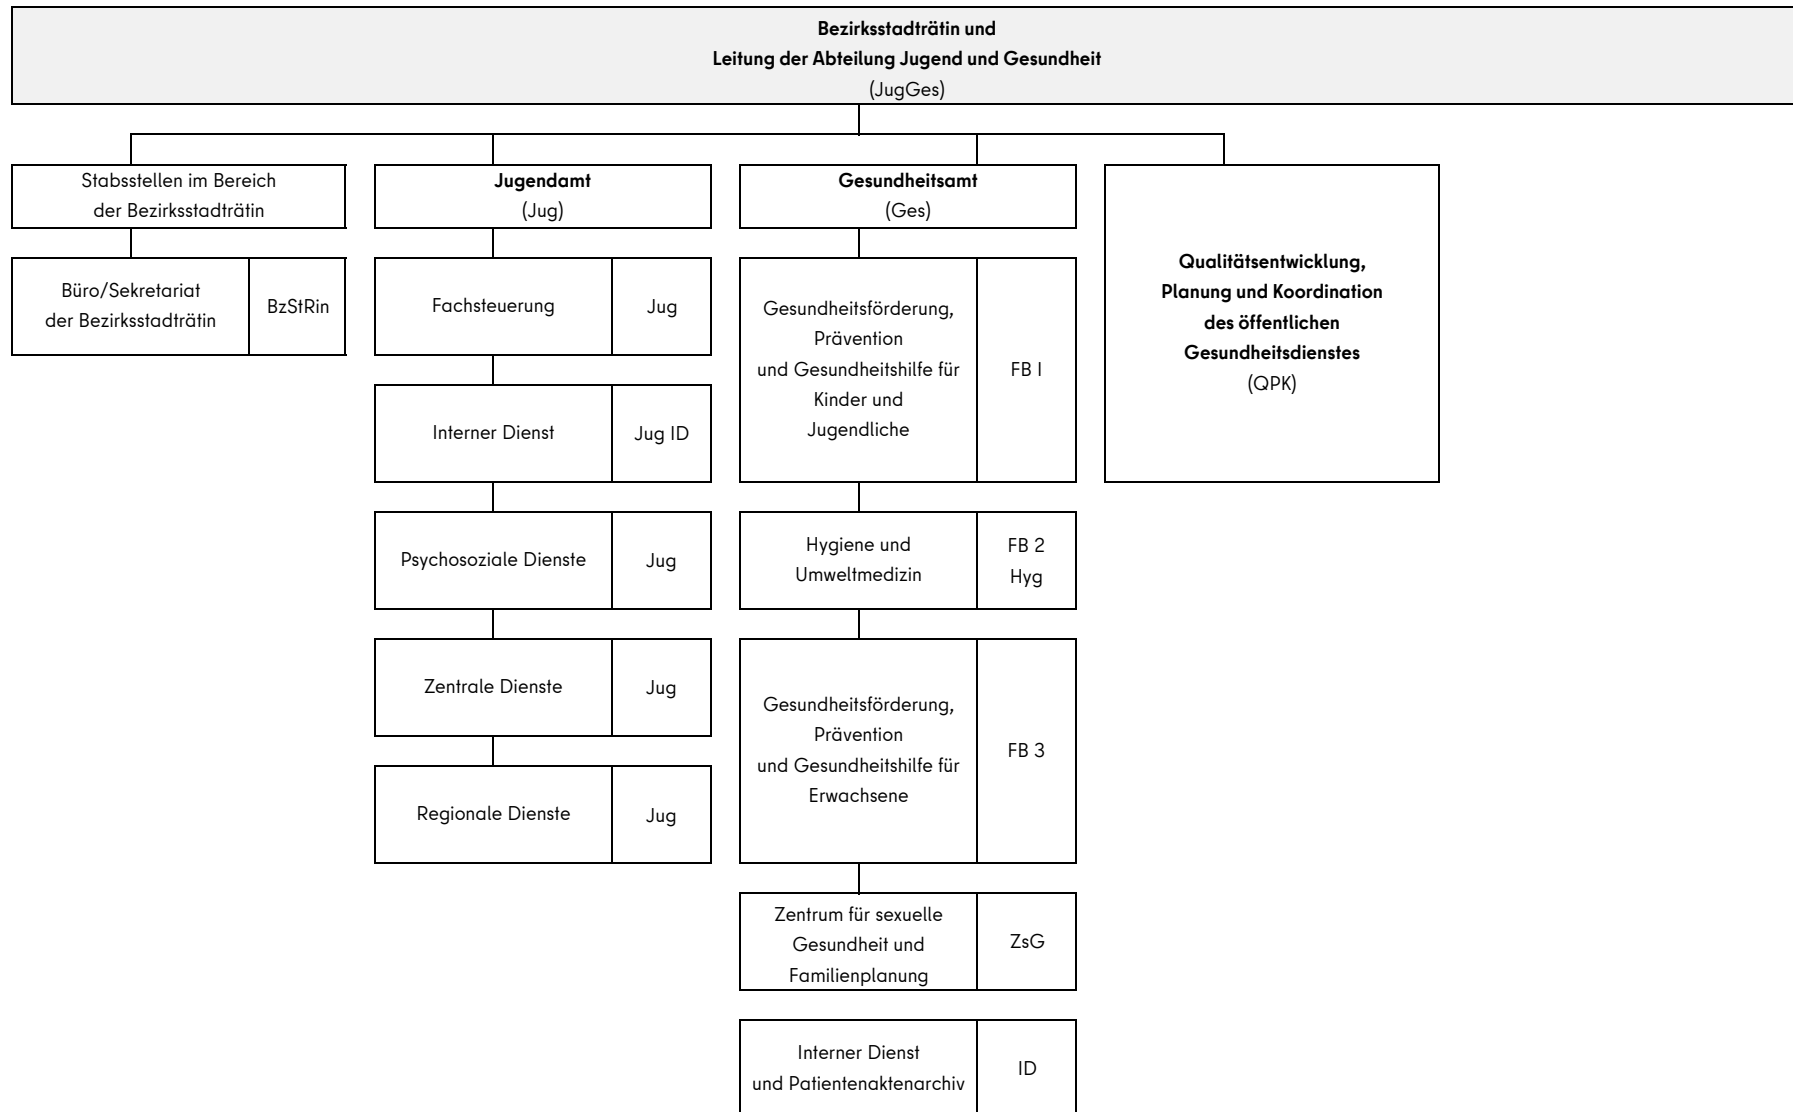 Bezirksstadträtin und
Leitung der Abteilung Jugend und Gesundheit
(JugGes)
Stabsstellen im Bereich
der Bezirksstadträtin
Büro/Sekretariat
der Bezirksstadträtin
BzStRin
Jugendamt
(Jug)
Fachsteuerung
Jug
Interner Dienst
Jug ID
Psychosoziale Dienste
Jug
Zentrale Dienste
Jug
Regionale Dienste
Jug
Gesundheitsamt
(Ges)
Gesundheitsförderung,
Prävention
und Gesundheitshilfe für
Kinder und
Jugendliche
FB I
Hygiene und
Umweltmedizin
FB 2
Hyg
Gesundheitsförderung,
Prävention
und Gesundheitshilfe für
Erwachsene
FB 3
Zentrum für sexuelle
Gesundheit und
Familienplanung
ZsG
Interner Dienst
und Patientenaktenarchiv
ID
Qualitätsentwicklung,
Planung und Koordination
des öffentlichen
Gesundheitsdienstes
(QPK)